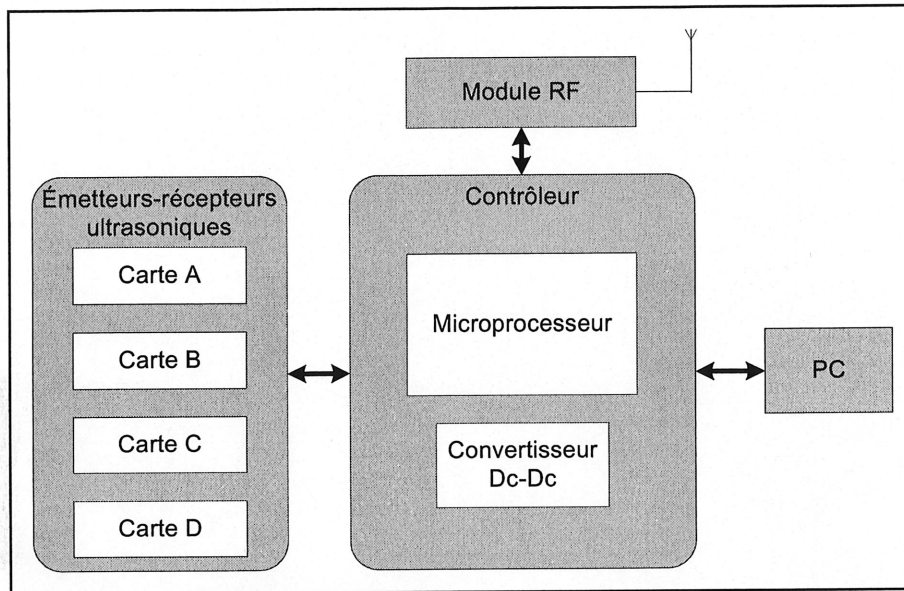 Module RF
Émetteurs-récepteurs
ultrasoniques
Carte A
Carte B
Carte C
Carte D
Contrôleur
Microprocesseur
Convertisseur
Dc-Dc
PC